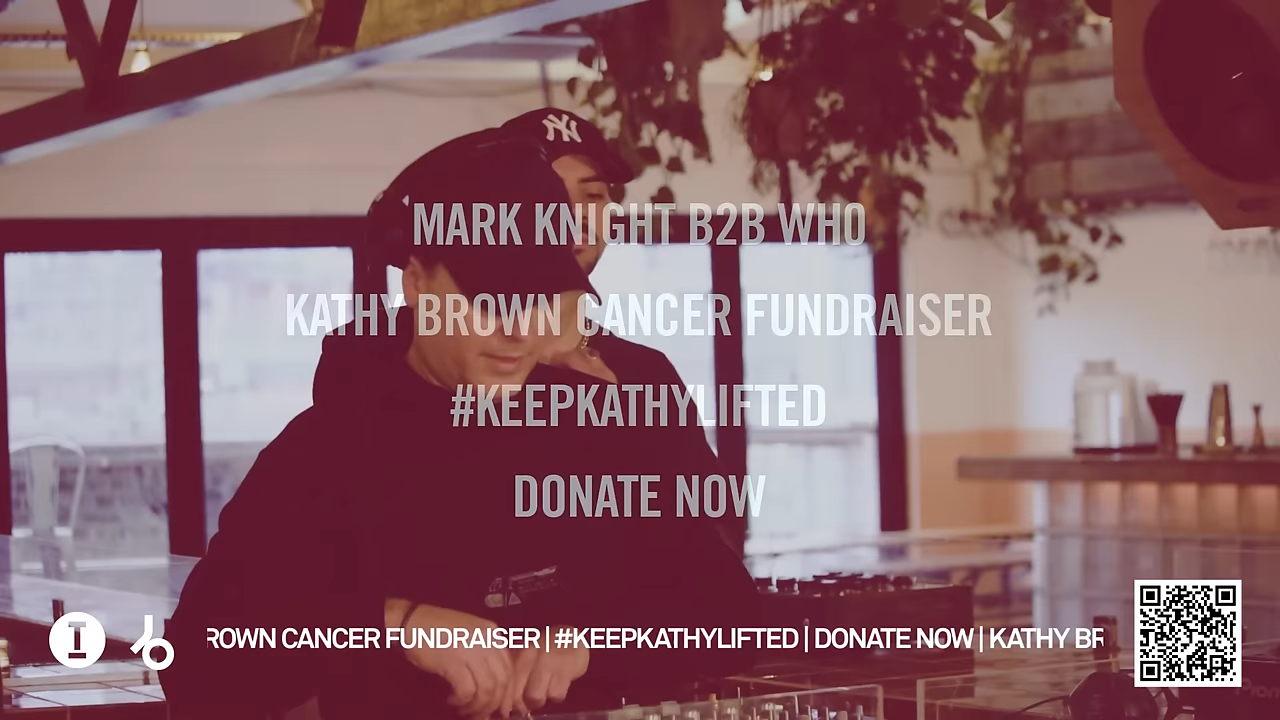 NY
MARK KNIGHT B2B WHO
KATHY BROWN CANCER FUNDRAISER
#KEEPKATHYLIFTED
DONATE NOW
ROWN CANCER FUNDRAISER | #KEEPKATHYLIFTED | DONATE NOW | KATHY BR